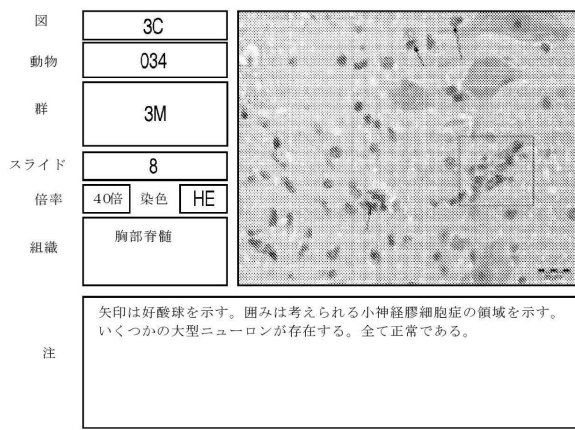 図 3C
動物 034
群 3M
スライド 8
倍率 40倍 染色 HE
組織 胸部脊髄
注 矢印は好酸球を示す。囲みは考えられる小神経膠細胞症の領域を示す。
いくつかの大型ニューロンが存在する。全て正常である。